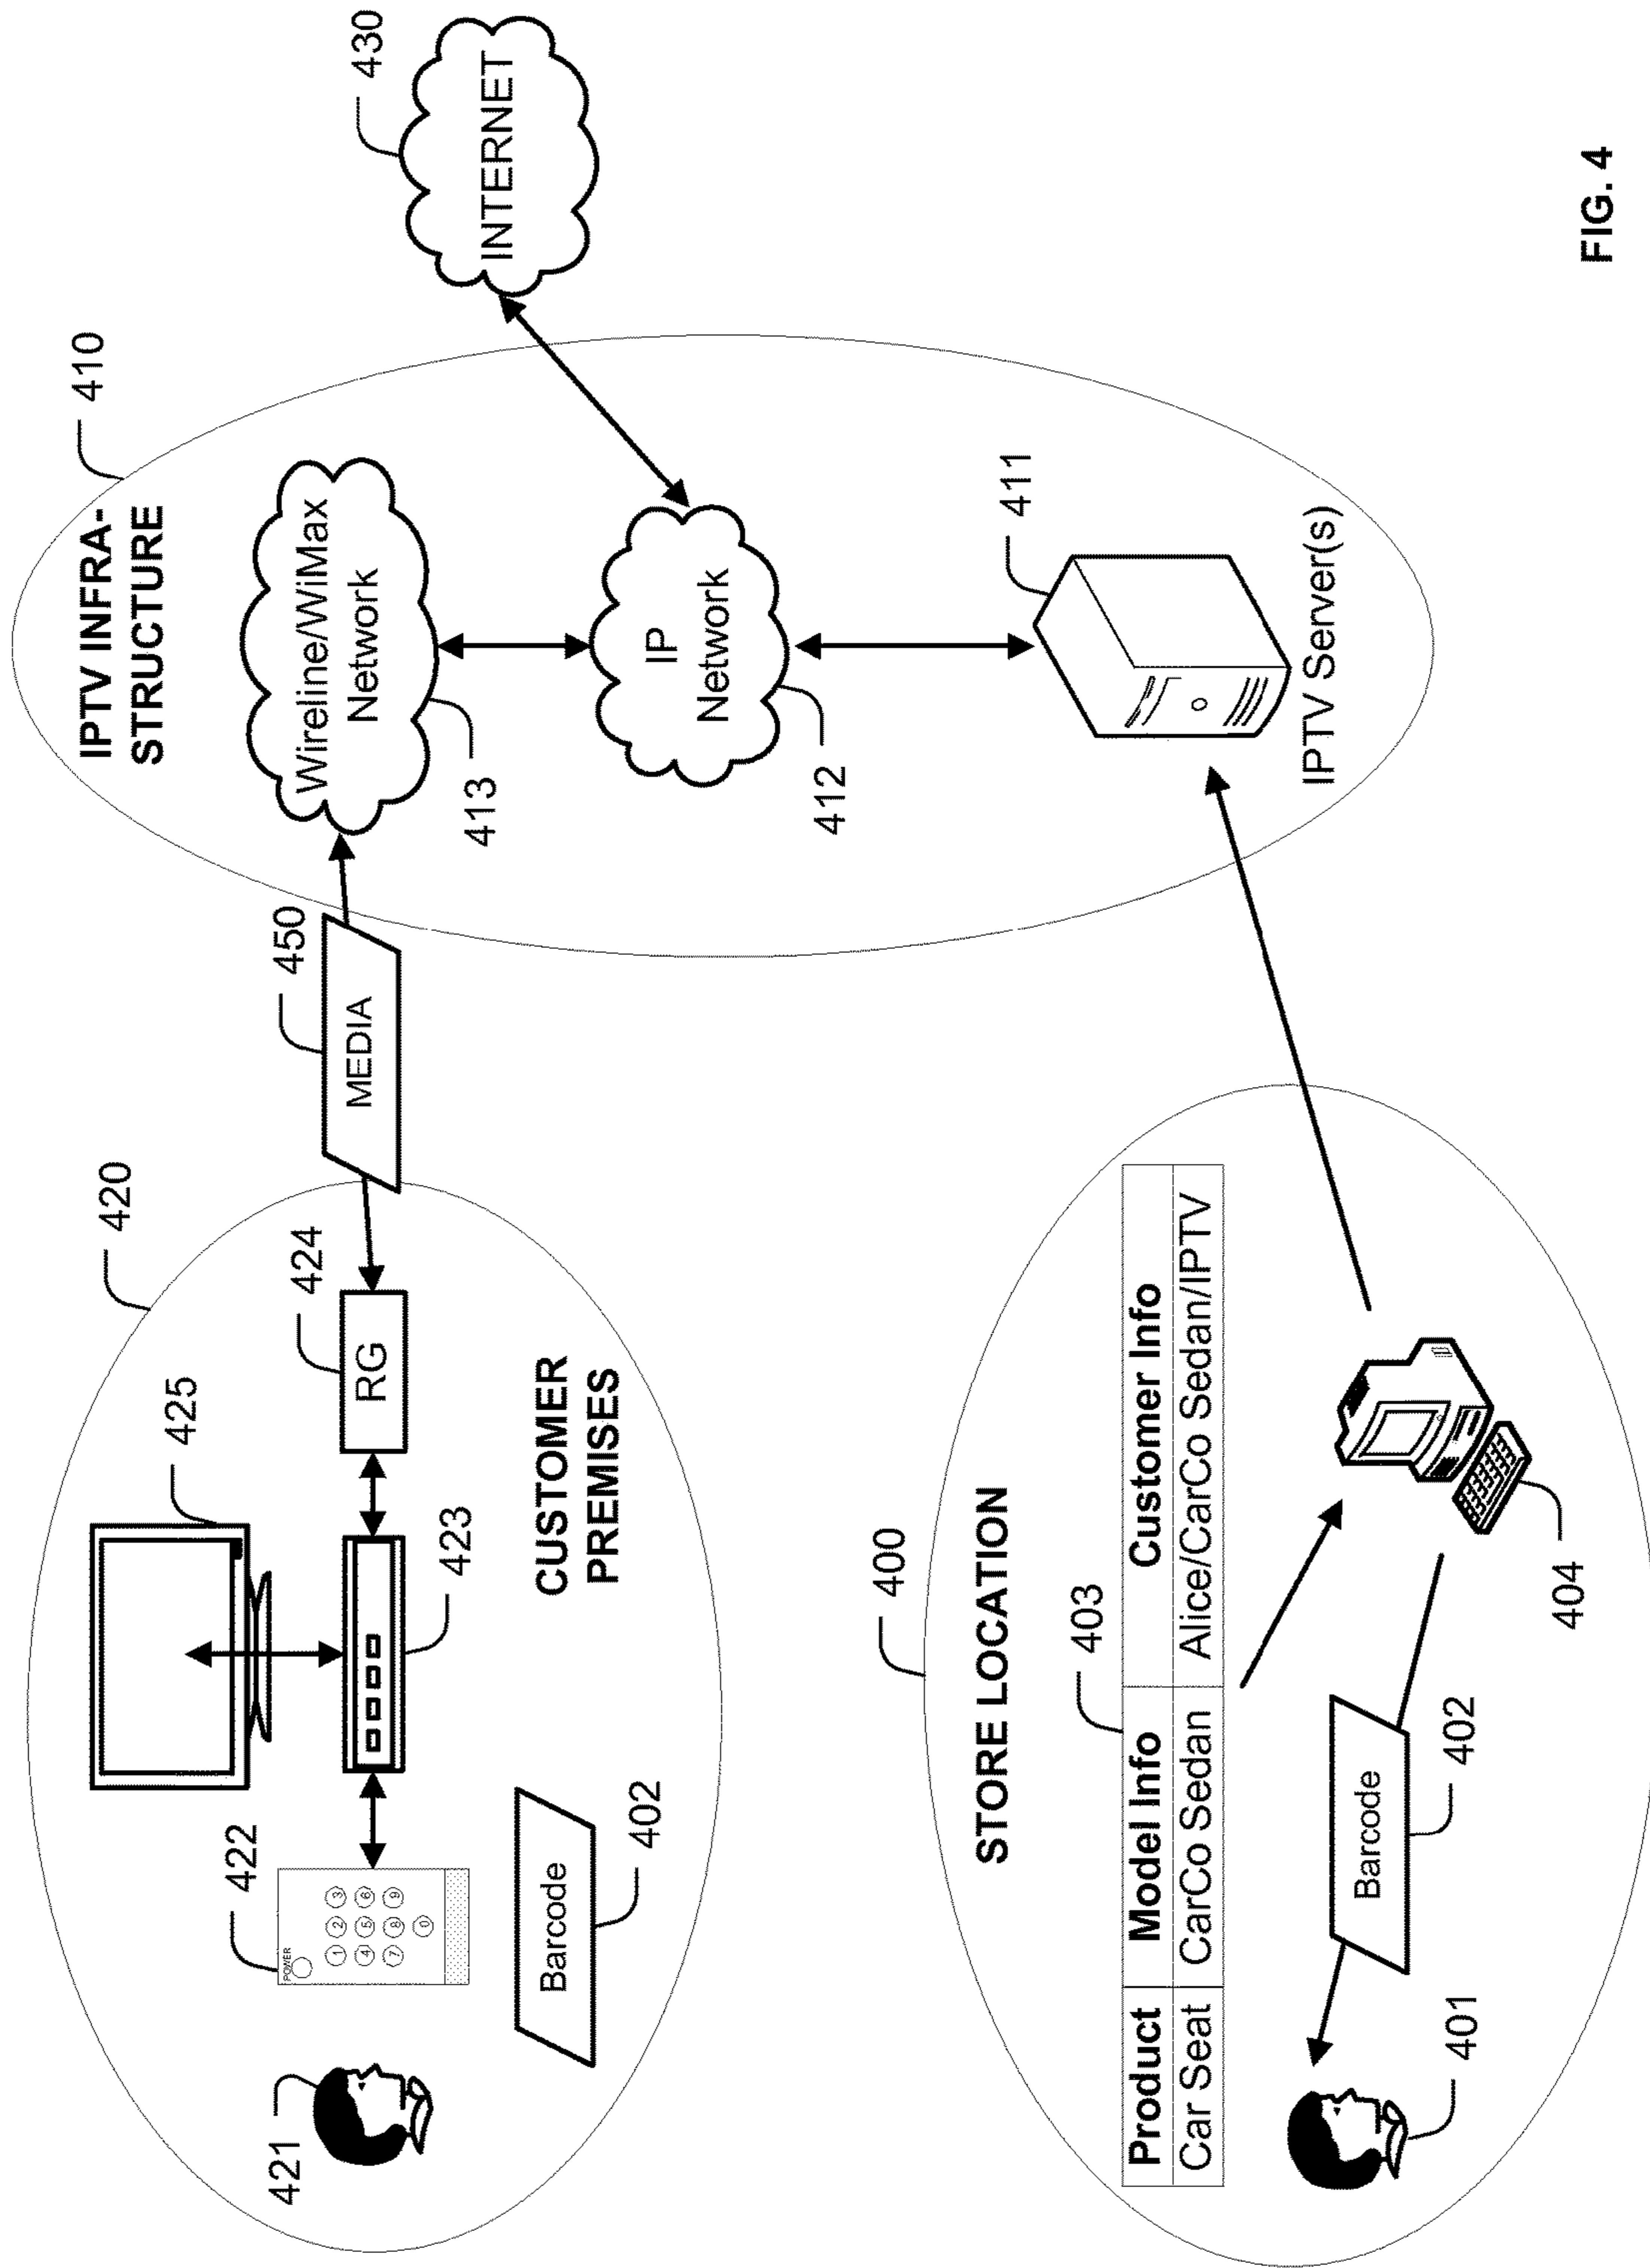 420
425
422
POWER
1 2 3
4 5 6
7 8 9
0
421
424
RG
423
Barcode
402
CUSTOMER
PREMISES
450
MEDIA
410
IPTV INFRA-
STRUCTURE
Wireline/WiMax
Network
413
IP
Network
412
411
IPTV Server(s)
430
INTERNET
400
STORE LOCATION
403
Product Model Info Customer Info
Car Seat CarCo Sedan Alice/CarCo Sedan/IPTV
Barcode
402
401
404
FIG. 4